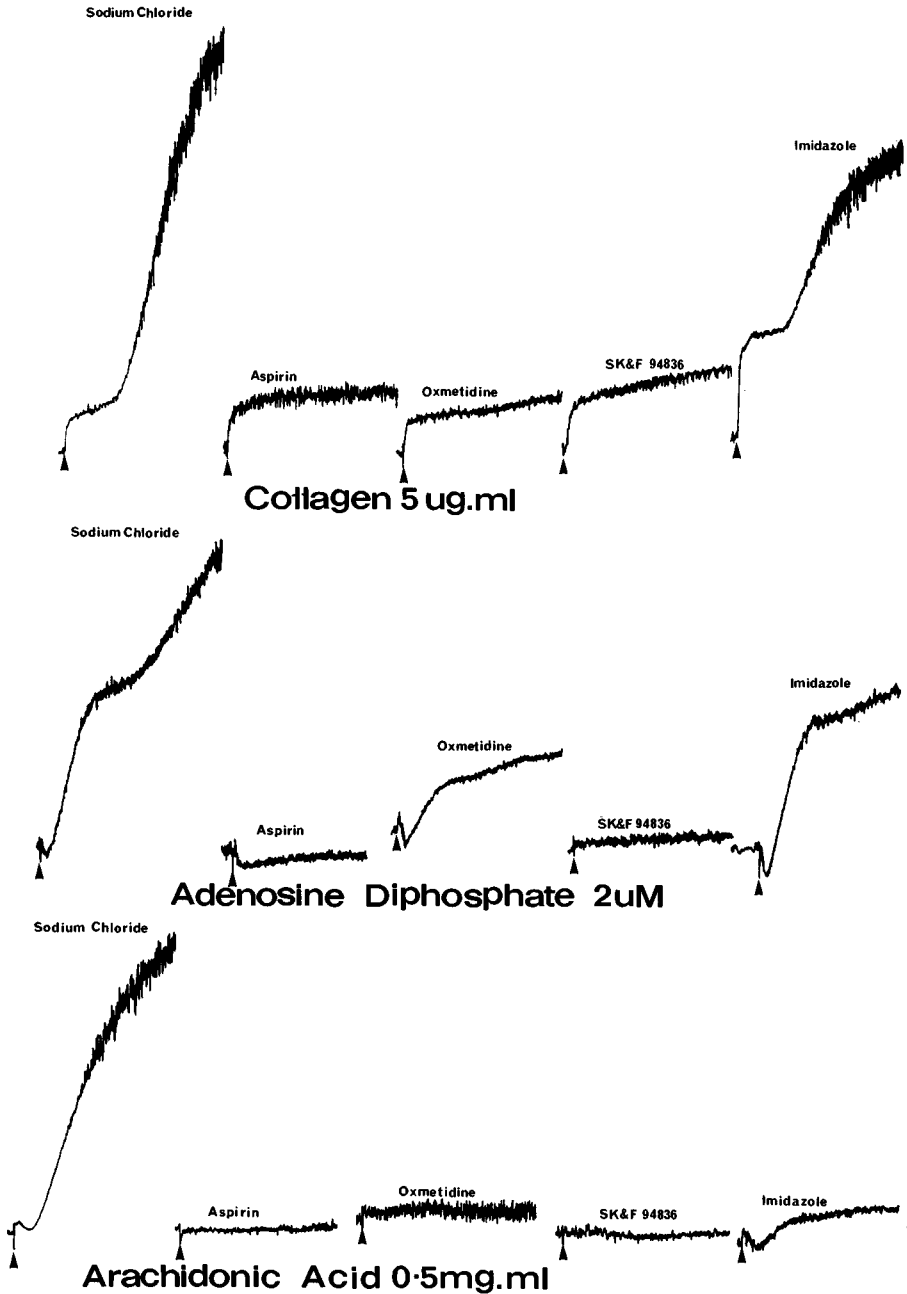 Sodium Chloride
Imidazole
Aspirin
Oxmetidine
SK&F 94836
Collagen 5 ug.ml
Sodium Chloride
Imidazole
Oxmetidine
Aspirin
SK&F 94836
Adenosine Diphosphate 2uM
Sodium Chloride
Aspirin
Oxmetidine
SK&F 94836
Imidazole
Arachidonic Acid 0·5mg.ml